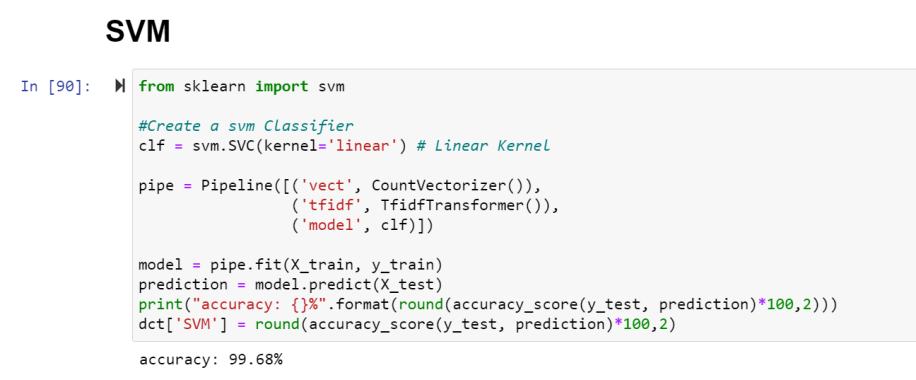 SVM
In [90]:
from sklearn import svm
#Create a svm Classifier
clf = svm.SVC(kernel='linear') # Linear Kernel
pipe = Pipeline([('vect', CountVectorizer()),
('tfidf', TfidfTransformer()),
('model', clf)])
model = pipe.fit(X_train, y_train)
prediction = model.predict(X_test)
print("accuracy: {}%".format(round(accuracy_score(y_test, prediction)*100,2)))
dct['SVM'] = round(accuracy_score(y_test, prediction)*100,2)
accuracy: 99.68%